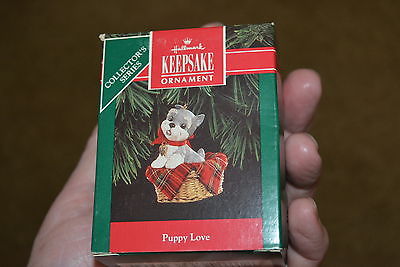 COLLECTOR'S
SERIES
Hallmark
KEEPSAKE
ORNAMENT
Puppy Love